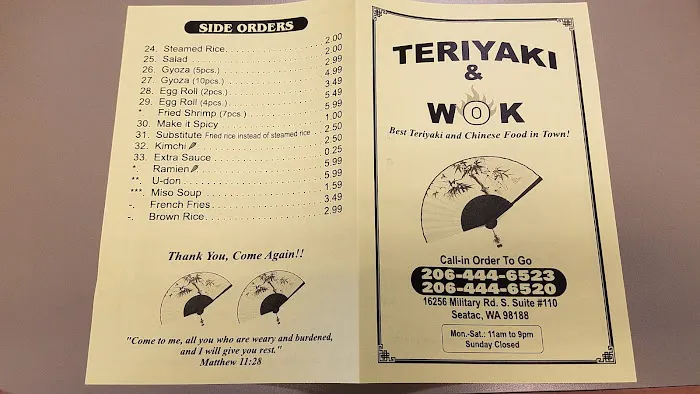 SIDE ORDERS
24. Steamed Rice 2.00
25. Salad 2.00
26. Gyoza (5pcs.) 2.99
27. Gyoza (10pcs.) 4.99
28. Egg Roll (2pcs.) 3.49
29. Egg Roll (4pcs.) 5.49
* Fried Shrimp (7pcs.) 5.99
30. Make it Spicy 1.00
31. Substitute Fried rice instead of steamed rice 2.50
32. Kimchi 2.50
33. Extra Sauce 0.25
*. Ramien 5.99
**. U-don 5.99
***. Miso Soup 1.59
-. French Fries 3.49
-. Brown Rice 2.99
Thank You, Come Again!!
"Come to me, all you who are weary and burdened,
and I will give you rest."
Matthew 11:28
TERIYAKI
&
WOK
Best Teriyaki and Chinese Food in Town!
Call-in Order To Go
206-444-6523
206-444-6520
16256 Military Rd. S. Suite #110
Seatac, WA 98188
Mon.-Sat.: 11am to 9pm
Sunday Closed